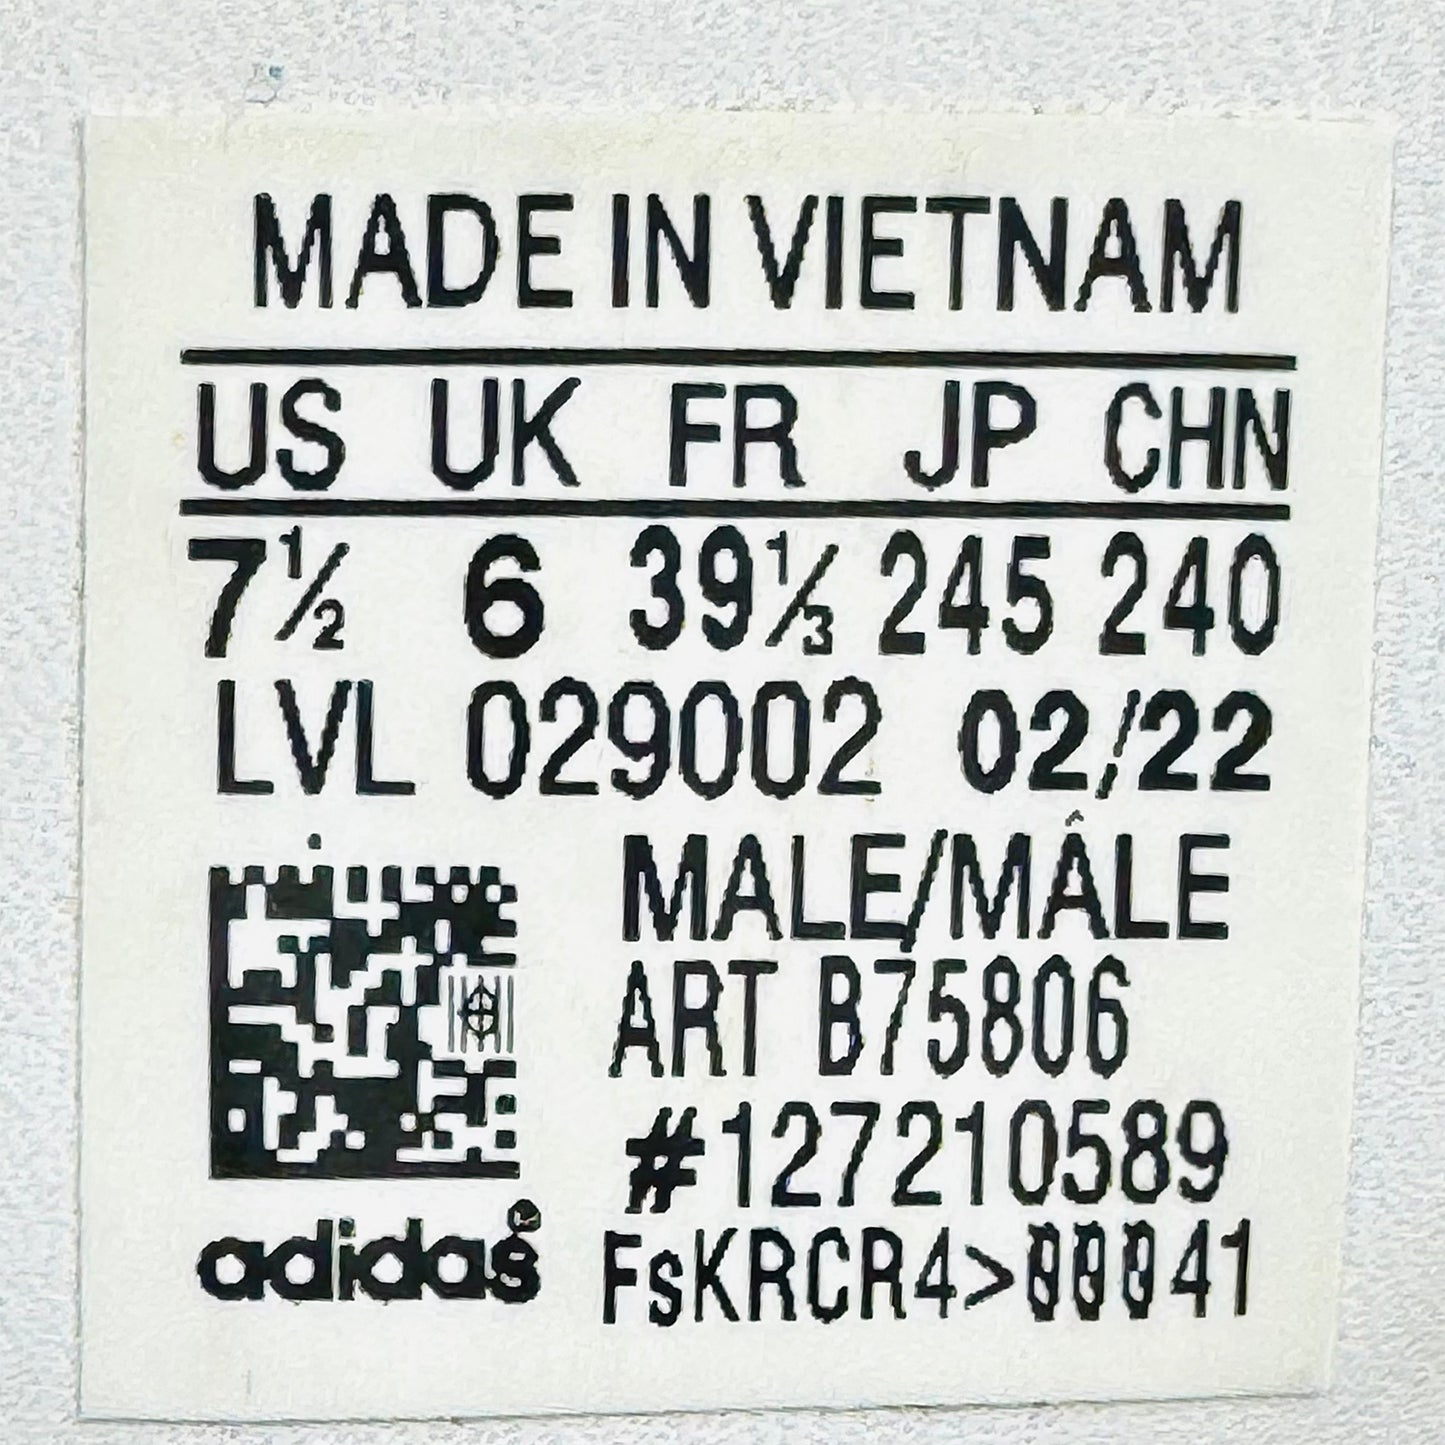 MADE IN VIETNAM
US UK FR JP CHN
7½ 6 39⅓ 245 240
LVL 029002 02/22
MALE/MÂLE
ART B75806
#127210589
FsKRCR4>00041
adidas